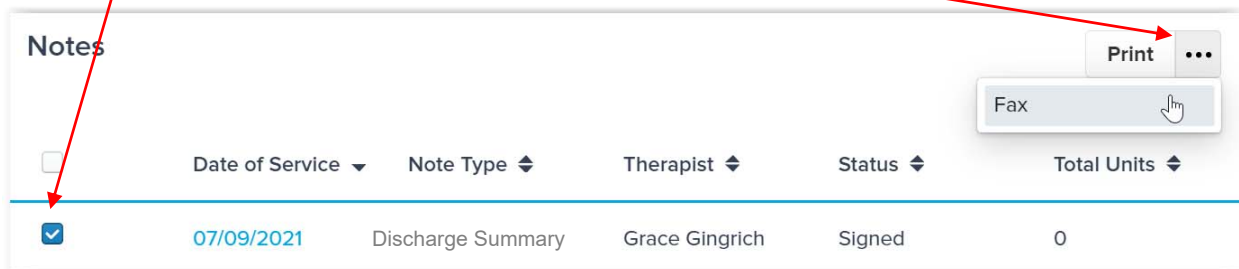 Notes
Print •••
Fax
Date of Service Note Type Therapist Status Total Units
07/09/2021 Discharge Summary Grace Gingrich Signed 0